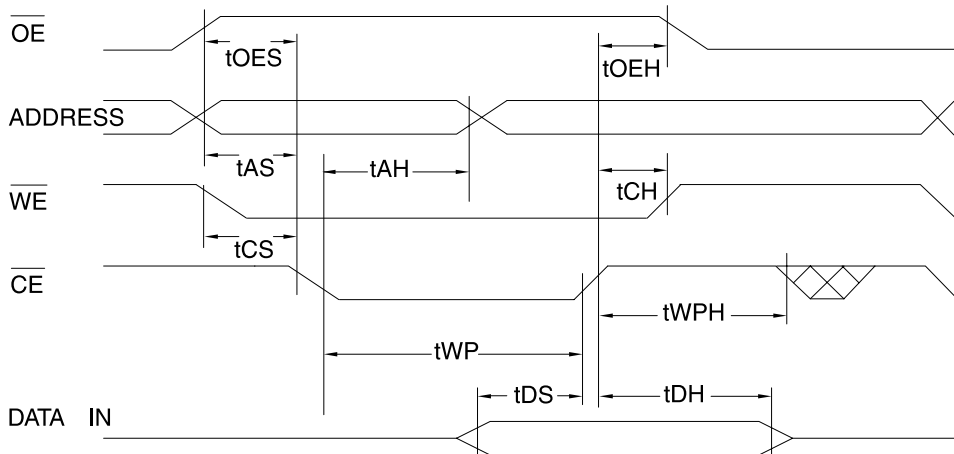 OE
tOES
tOEH
ADDRESS
tAS
tAH
tCH
WE
tCS
CE
tWPH
tWP
tDS
tDH
DATA IN